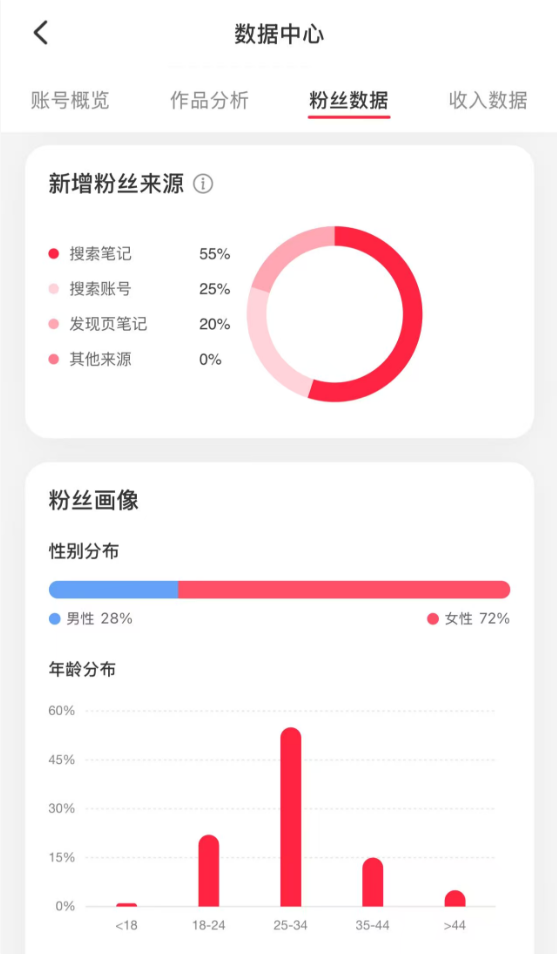 数据中心
账号概览 作品分析 粉丝数据 收入数据
新增粉丝来源
搜索笔记 55%
搜索账号 25%
发现页笔记 20%
其他来源 0%
粉丝画像
性别分布
男性 28% 女性 72%
年龄分布
60%
45%
30%
15%
0%
<18 18-24 25-34 35-44 >44